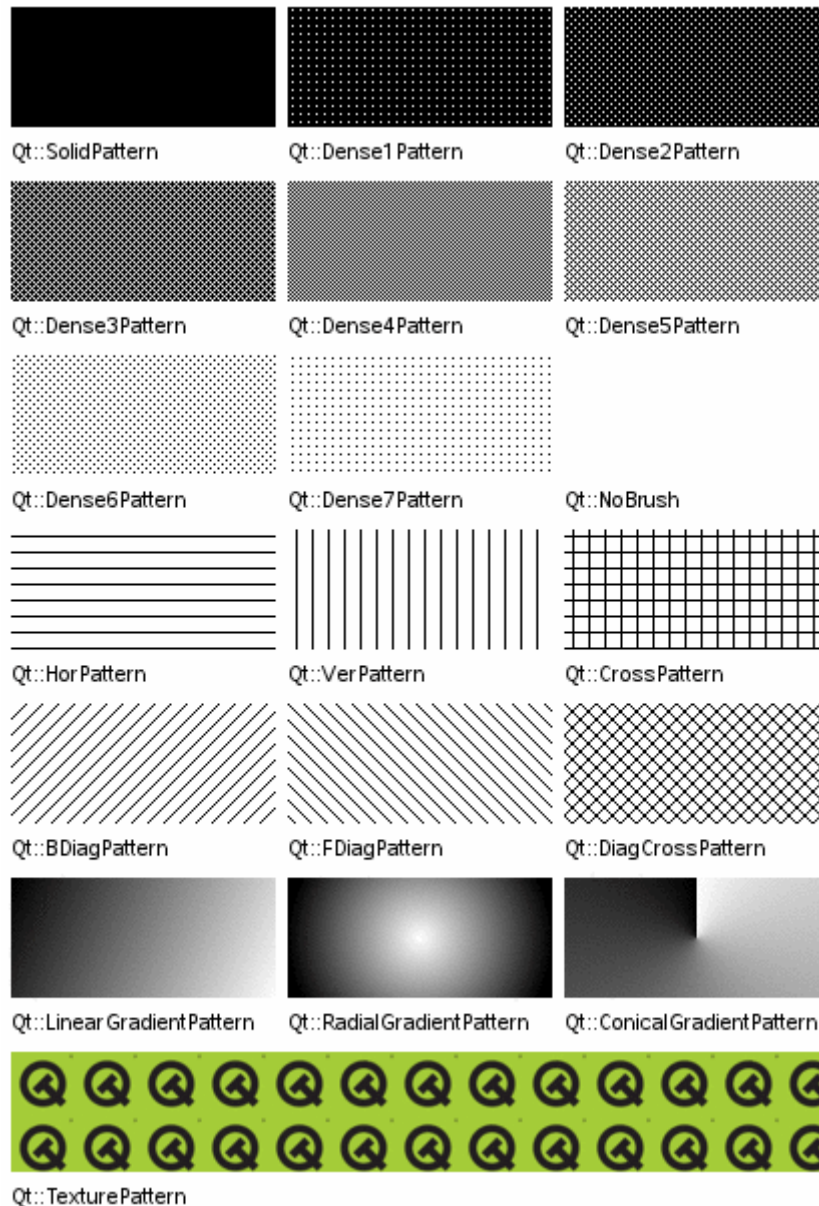 Qt::SolidPattern
Qt::Dense1Pattern
Qt::Dense2Pattern
Qt::Dense3Pattern
Qt::Dense4Pattern
Qt::Dense5Pattern
Qt::Dense6Pattern
Qt::Dense7Pattern
Qt::NoBrush
Qt::HorPattern
Qt::VerPattern
Qt::CrossPattern
Qt::BDiagPattern
Qt::FDiagPattern
Qt::DiagCrossPattern
Qt::LinearGradientPattern
Qt::RadialGradientPattern
Qt::ConicalGradientPattern
Qt::TexturePattern